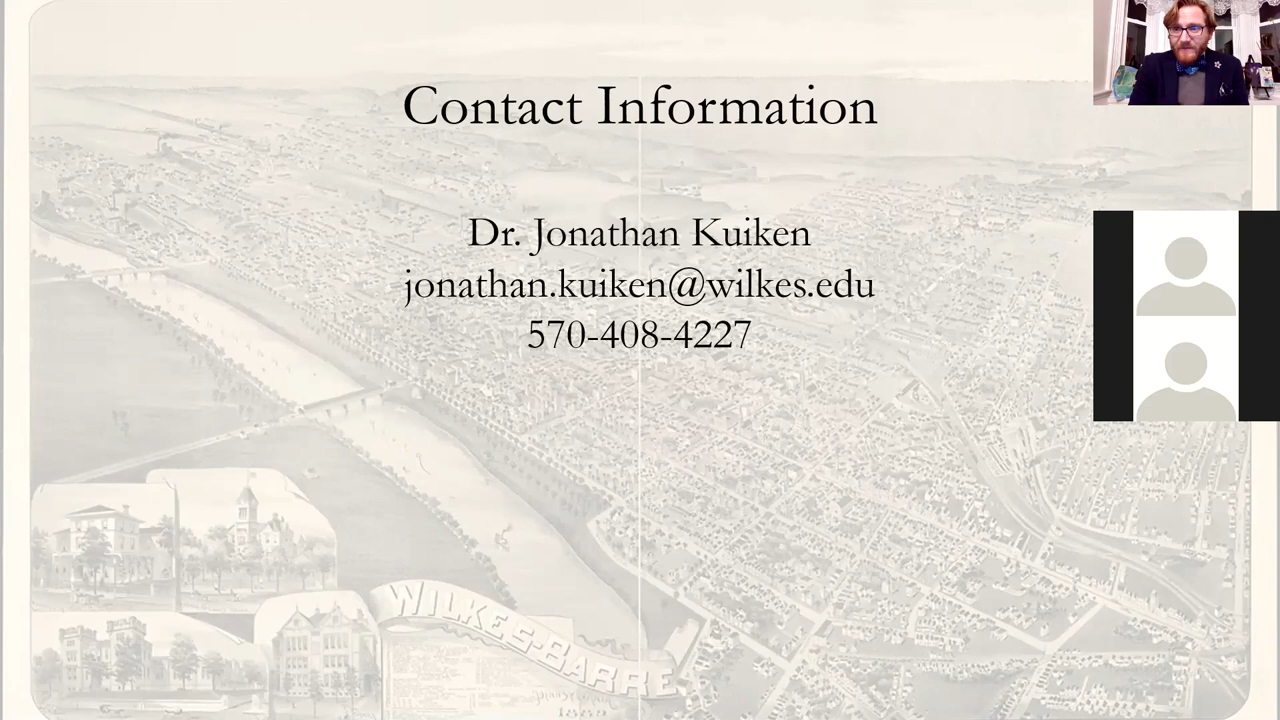 Contact Information
Dr. Jonathan Kuiken
jonathan.kuiken@wilkes.edu
570-408-4227
WILKES-BARRE